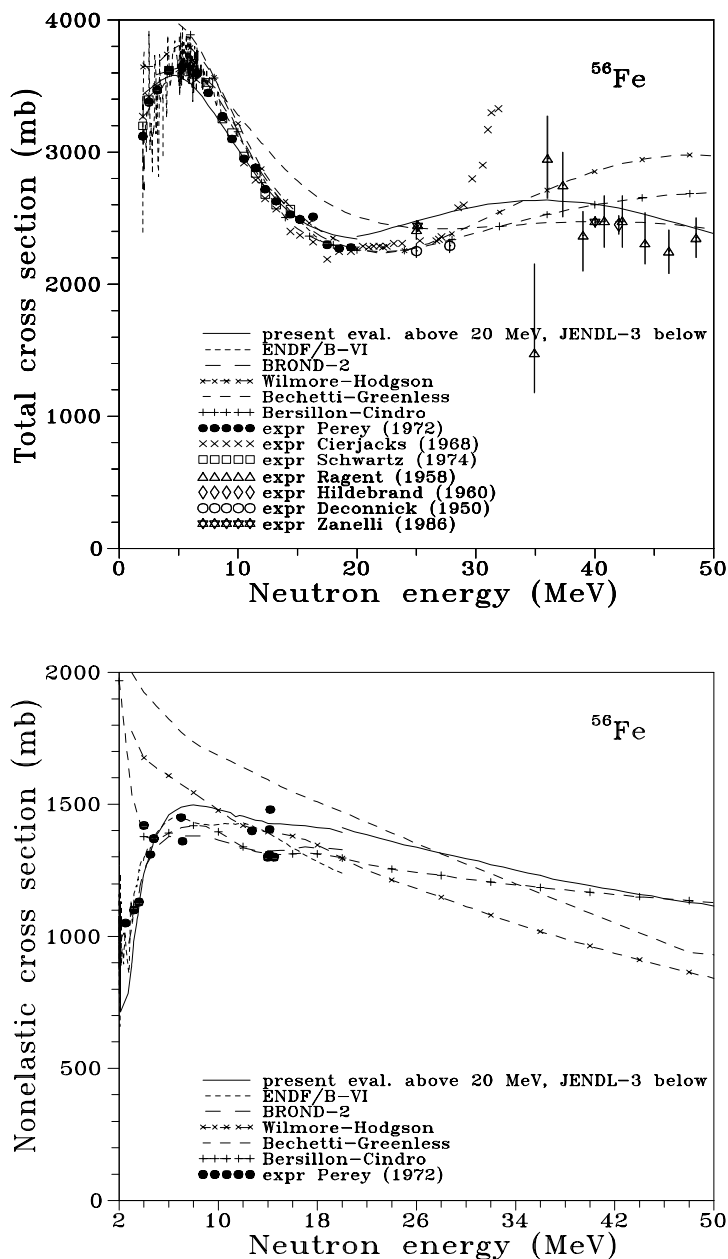 4000
3000
2000
1000
0
Total cross section (mb)
56Fe
present eval. above 20 MeV, JENDL-3 below
ENDF/B-VI
BROND-2
Wilmore-Hodgson
Bechetti-Greenless
Bersillon-Cindro
expr Perey (1972)
expr Cierjacks (1968)
expr Schwartz (1974)
expr Ragent (1958)
expr Hildebrand (1960)
expr Deconnick (1950)
expr Zanelli (1986)
0 10 20 30 40 50
Neutron energy (MeV)
2000
1500
1000
500
0
Nonelastic cross section (mb)
56Fe
present eval. above 20 MeV, JENDL-3 below
ENDF/B-VI
BROND-2
Wilmore-Hodgson
Bechetti-Greenless
Bersillon-Cindro
expr Perey (1972)
2 10 18 26 34 42 50
Neutron energy (MeV)